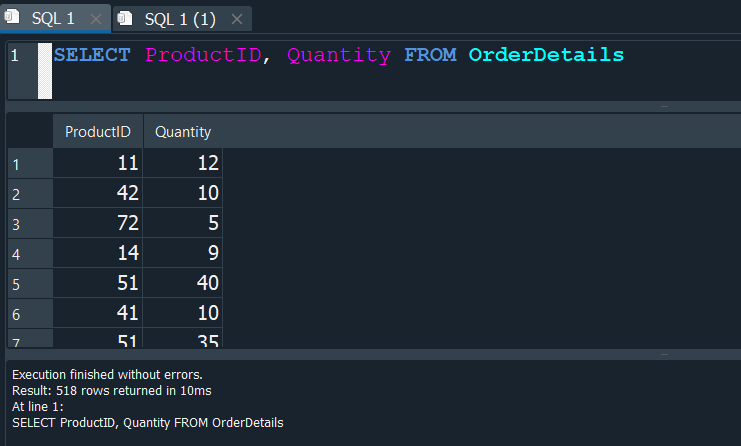 SQL 1 SQL 1 (1)
1 SELECT ProductID, Quantity FROM OrderDetails
ProductID Quantity
1 11 12
2 42 10
3 72 5
4 14 9
5 51 40
6 41 10
7 51 35
Execution finished without errors.
Result: 518 rows returned in 10ms
At line 1:
SELECT ProductID, Quantity FROM OrderDetails